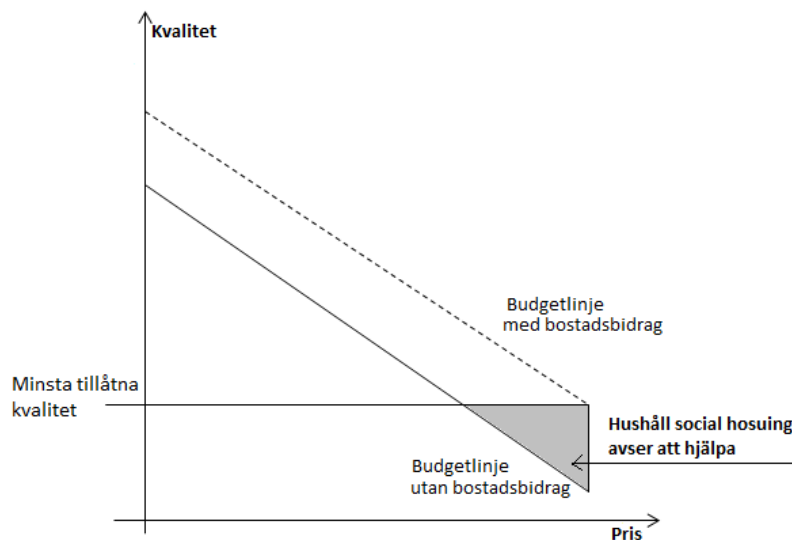 Kvalitet
Budgetlinje
med bostadsbidrag
Minsta tillåtna
kvalitet
Hushåll social hosuing
avser att hjälpa
Budgetlinje
utan bostadsbidrag
Pris